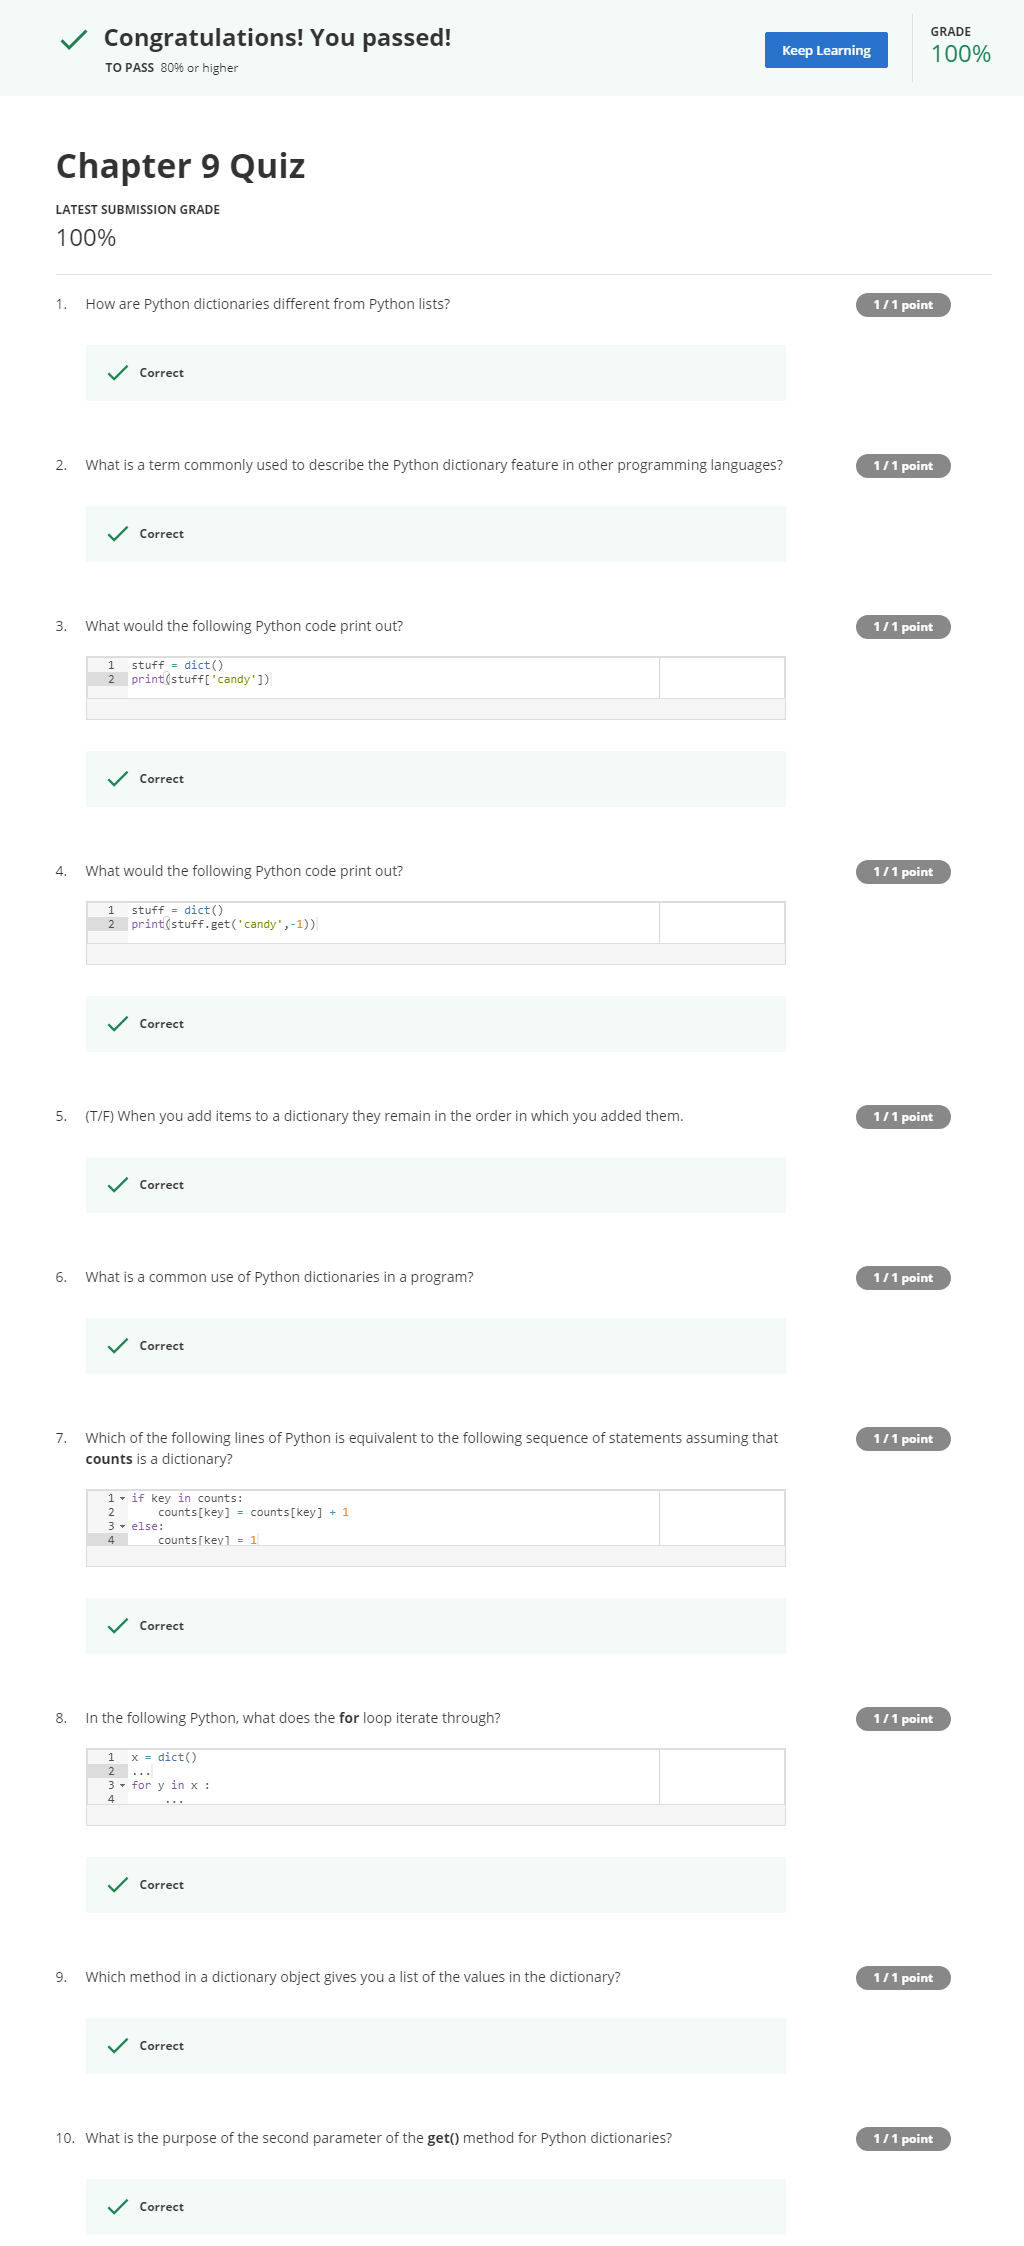 Congratulations! You passed!
TO PASS 80% or higher
Keep Learning
GRADE
100%
Chapter 9 Quiz
LATEST SUBMISSION GRADE
100%
1. How are Python dictionaries different from Python lists?
1 / 1 point
Correct
2. What is a term commonly used to describe the Python dictionary feature in other programming languages?
1 / 1 point
Correct
3. What would the following Python code print out?
1 / 1 point
1 stuff = dict()
2 print(stuff['candy'])
Correct
4. What would the following Python code print out?
1 / 1 point
1 stuff = dict()
2 print(stuff.get('candy',-1))
Correct
5. (T/F) When you add items to a dictionary they remain in the order in which you added them.
1 / 1 point
Correct
6. What is a common use of Python dictionaries in a program?
1 / 1 point
Correct
7. Which of the following lines of Python is equivalent to the following sequence of statements assuming that
counts is a dictionary?
1 / 1 point
1 if key in counts:
2     counts[key] = counts[key] + 1
3 else:
4     counts[key] = 1
Correct
8. In the following Python, what does the for loop iterate through?
1 / 1 point
1 x = dict()
2 ...
3 for y in x :
4      ...
Correct
9. Which method in a dictionary object gives you a list of the values in the dictionary?
1 / 1 point
Correct
10. What is the purpose of the second parameter of the get() method for Python dictionaries?
1 / 1 point
Correct